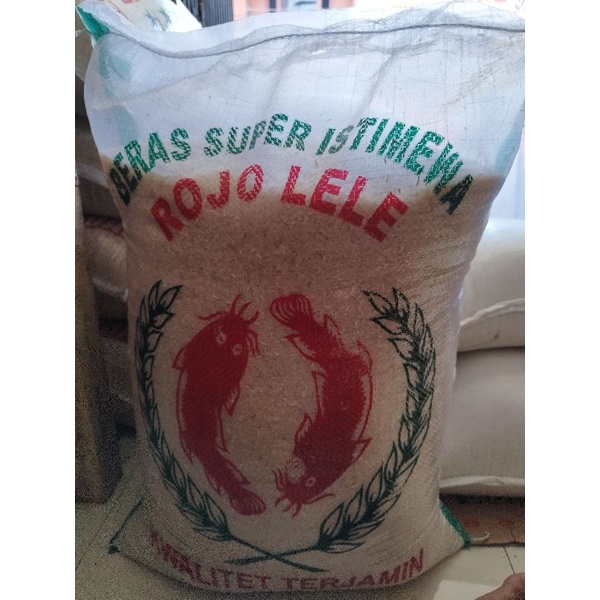 BERAS SUPER ISTIMEWA
ROJO LELE
KWALITET TERJAMIN